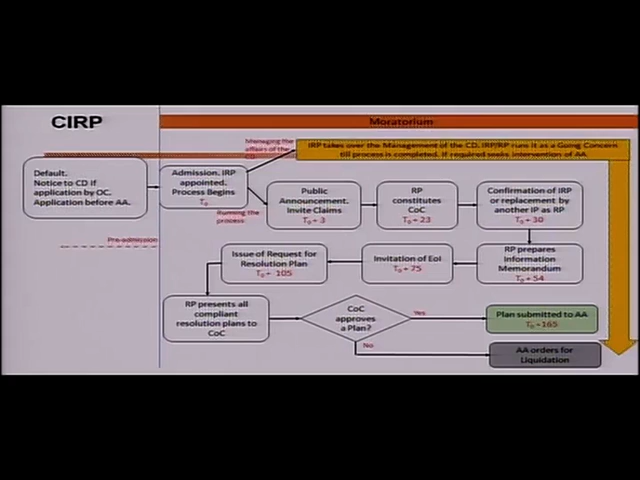 CIRP
Moratorium
Managing the
affairs of the
CD
IRP takes over the Management of the CD. IRP/RP runs it as a Going Concern
till process is completed. If required seeks intervention of AA
Default.
Notice to CD if
application by OC.
Application before AA.
Admission. IRP
appointed.
Process Begins
T₀
Running the
process
Public
Announcement.
Invite Claims
T₀ + 3
RP
constitutes
CoC
T₀ + 23
Confirmation of IRP
or replacement by
another IP as RP
T₀ + 30
Pre-admission
Issue of Request for
Resolution Plan
T₀ + 105
Invitation of EoI
T₀ + 75
RP prepares
Information
Memorandum
T₀ + 54
RP presents all
compliant
resolution plans to
CoC
CoC
approves
a Plan?
Yes
No
Plan submitted to AA
T₀ +165
AA orders for
Liquidation